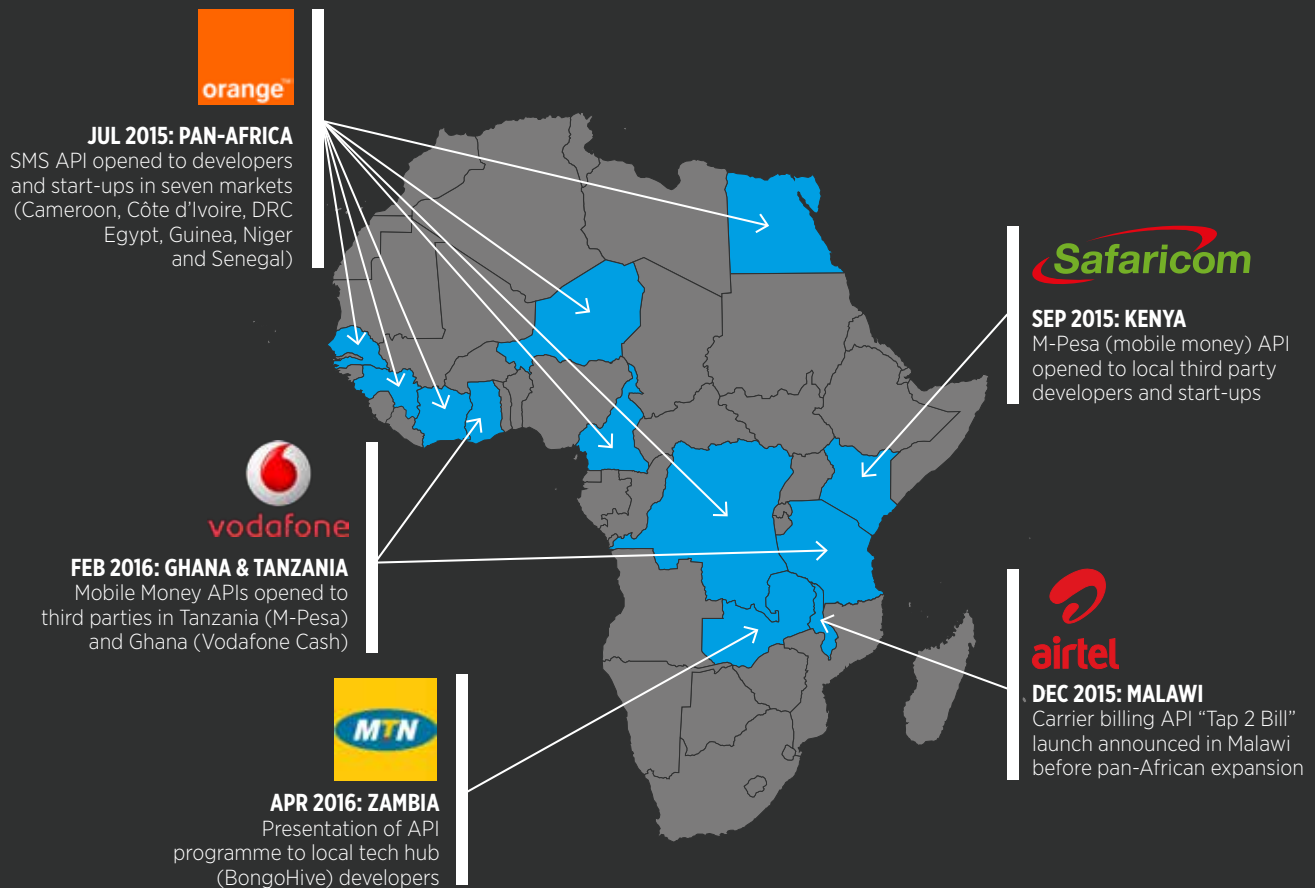 orange™
JUL 2015: PAN-AFRICA
SMS API opened to developers
and start-ups in seven markets
(Cameroon, Côte d'Ivoire, DRC
Egypt, Guinea, Niger
and Senegal)
Safaricom
SEP 2015: KENYA
M-Pesa (mobile money) API
opened to local third party
developers and start-ups
vodafone
FEB 2016: GHANA & TANZANIA
Mobile Money APIs opened to
third parties in Tanzania (M-Pesa)
and Ghana (Vodafone Cash)
airtel
DEC 2015: MALAWI
Carrier billing API “Tap 2 Bill”
launch announced in Malawi
before pan-African expansion
MTN
APR 2016: ZAMBIA
Presentation of API
programme to local tech hub
(BongoHive) developers